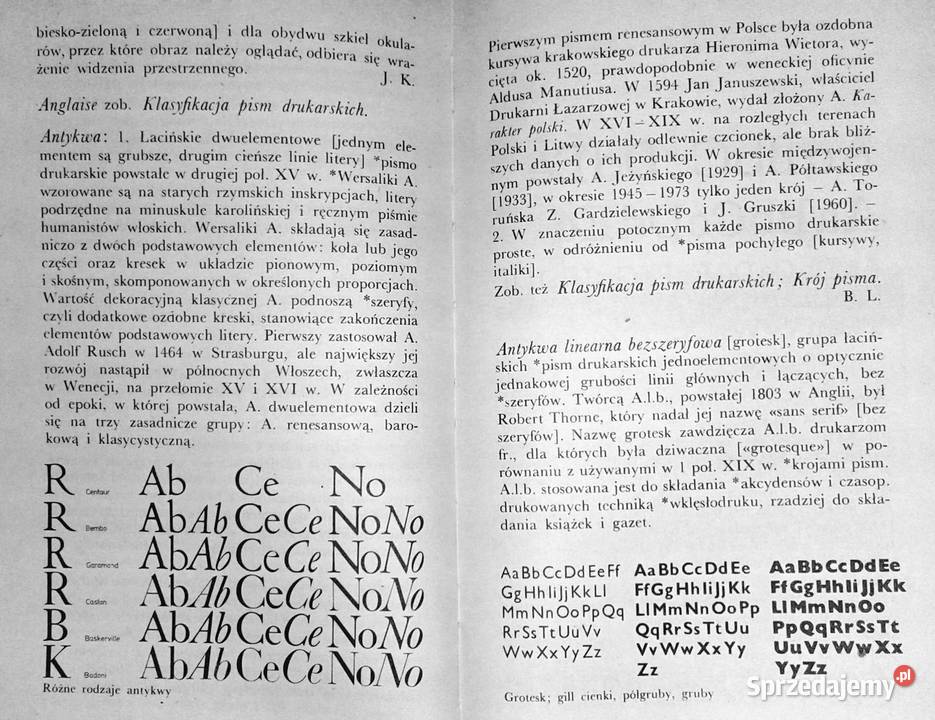 biesko-zieloną i czerwoną] i dla obydwu szkieł okula-
rów, przez które obraz należy oglądać, odbiera się wra-
żenie widzenia przestrzennego.
J. K.
Anglaise zob. Klasyfikacja pism drukarskich.
Antykwa: 1. Łacińskie dwuelementowe [jednym ele-
mentem są grubsze, drugim cieńsze linie litery] *pismo
drukarskie powstałe w drugiej poł. XV w. *Wersaliki A.
wzorowane są na starych rzymskich inskrypcjach, litery
podrzędne na minuskule karolińskiej i ręcznym piśmie
humanistów włoskich. Wersaliki A. składają się zasad-
niczo z dwóch podstawowych elementów: koła lub jego
części oraz kresek w układzie pionowym, poziomym
i skośnym, skomponowanych w określonych proporcjach.
Wartość dekoracyjną klasycznej A. podnoszą *szeryfy,
czyli dodatkowe ozdobne kreski, stanowiące zakończenia
elementów podstawowych litery. Pierwszy zastosował A.
Adolf Rusch w 1464 w Strasburgu, ale największy jej
rozwój nastąpił w północnych Włoszech, zwłaszcza
w Wenecji, na przełomie XV i XVI w. W zależności
od epoki, w której powstała, A. dwuelementowa dzieli
się na trzy zasadnicze grupy: A. renesansową, baro-
kową i klasycystyczną.
R Centaur Ab Ce No
R Bembo AbAb CeCe NoNo
R Garamond AbAb CeCe NoNo
R Caslon AbAb CeCe NoNo
B Baskerville AbAb CeCe NoNo
K Bodoni AbAb CeCe NoNo
Różne rodzaje antykwy
Pierwszym pismem renesansowym w Polsce była ozdobna
kursywa krakowskiego drukarza Hieronima Wietora, wy-
cięta ok. 1520, prawdopodobnie w weneckiej oficynie
Aldusa Manutiusa. W 1594 Jan Januszewski, właściciel
Drukarni Łazarzowej w Krakowie, wydał złożony A. Ka-
rakter polski. W XVI–XIX w. na rozległych terenach
Polski i Litwy działały odlewnie czcionek, ale brak bliż-
szych danych o ich produkcji. W okresie międzywojen-
nym powstały A. Jeżyńskiego [1929] i A. Półtawskiego
[1933], w okresie 1945–1973 tylko jeden krój – A. To-
ruńska Z. Gardzielewskiego i J. Gruszki [1960]. –
2. W znaczeniu potocznym każde pismo drukarskie
proste, w odróżnieniu od *pisma pochyłego [kursywy,
italiki].
Zob. też Klasyfikacja pism drukarskich; Krój pisma.
B. L.
Antykwa linearna bezszeryfowa [grotesk], grupa łaciń-
skich *pism drukarskich jednoelementowych o optycznie
jednakowej grubości linii głównych i łączących, bez
*szeryfów. Twórcą A.l.b., powstałej 1803 w Anglii, był
Robert Thorne, który nadał jej nazwę «sans serif» [bez
szeryfów]. Nazwę grotesk zawdzięcza A.l.b. drukarzom
fr., dla których była dziwaczna [«grotesque»] w po-
równaniu z używanymi w 1 poł. XIX w. *krojami pism.
A.l.b. stosowana jest do składania *akcydensów i czasop.
drukowanych techniką *wklęsłodruku, rzadziej do skła-
dania książek i gazet.
AaBbCcDdEeFf
GgHhIiJjKkLl
MmNnOoPpQq
RrSsTtUuVv
WwXxYyZz
AaBbCcDdEe
FfGgHhIiJjKk
LlMmNnOoPp
QqRrSsTtUu
VvWwXxYy
Zz
AaBbCcDdEe
FfGgHhIiJjKk
LlMmNnOo
PpQqRrSsTt
UuVvWwXx
YyZz
Grotesk; gill cienki, półgruby, gruby
Sprzedajemy.pl